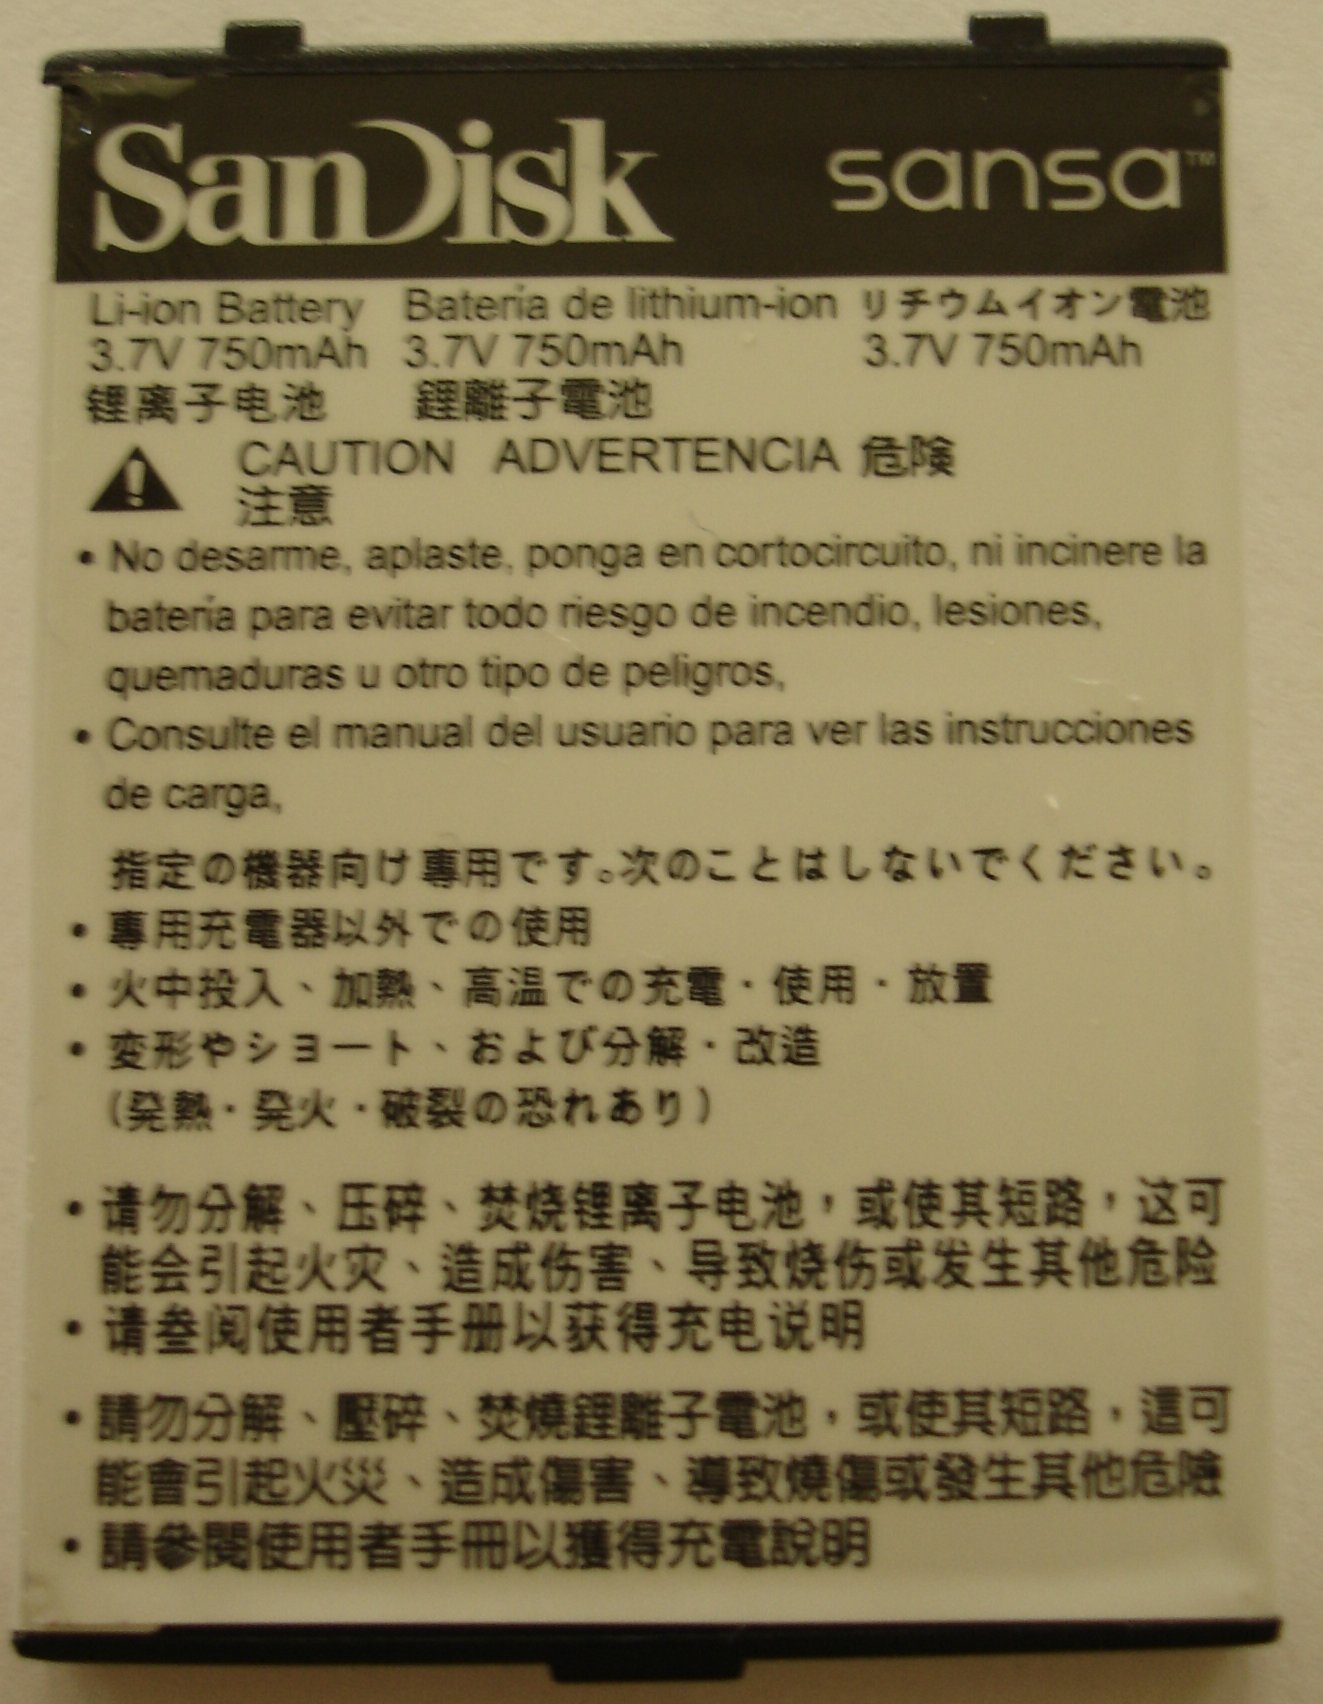 SanDisk sansa™
Li-ion Battery Batería de lithium-ion リチウムイオン電池
3.7V 750mAh 3.7V 750mAh 3.7V 750mAh
锂离子电池 鋰離子電池
CAUTION ADVERTENCIA 危険
注意
• No desarme, aplaste, ponga en cortocircuito, ni incinere la
batería para evitar todo riesgo de incendio, lesiones,
quemaduras u otro tipo de peligros,
• Consulte el manual del usuario para ver las instrucciones
de carga,
指定の機器向け專用です。次のことはしないでください。
• 專用充電器以外での使用
• 火中投入、加熱、高温での充電・使用・放置
• 変形やショート、および分解・改造
(発熱・発火・破裂の恐れあり)
• 请勿分解、压碎、焚烧锂离子电池，或使其短路，这可
能会引起火灾、造成伤害、导致烧伤或发生其他危险
• 请参阅使用者手册以获得充电说明
• 請勿分解、壓碎、焚燒鋰離子電池，或使其短路，這可
能會引起火災、造成傷害、導致燒傷或發生其他危險
• 請參閱使用者手冊以獲得充電說明